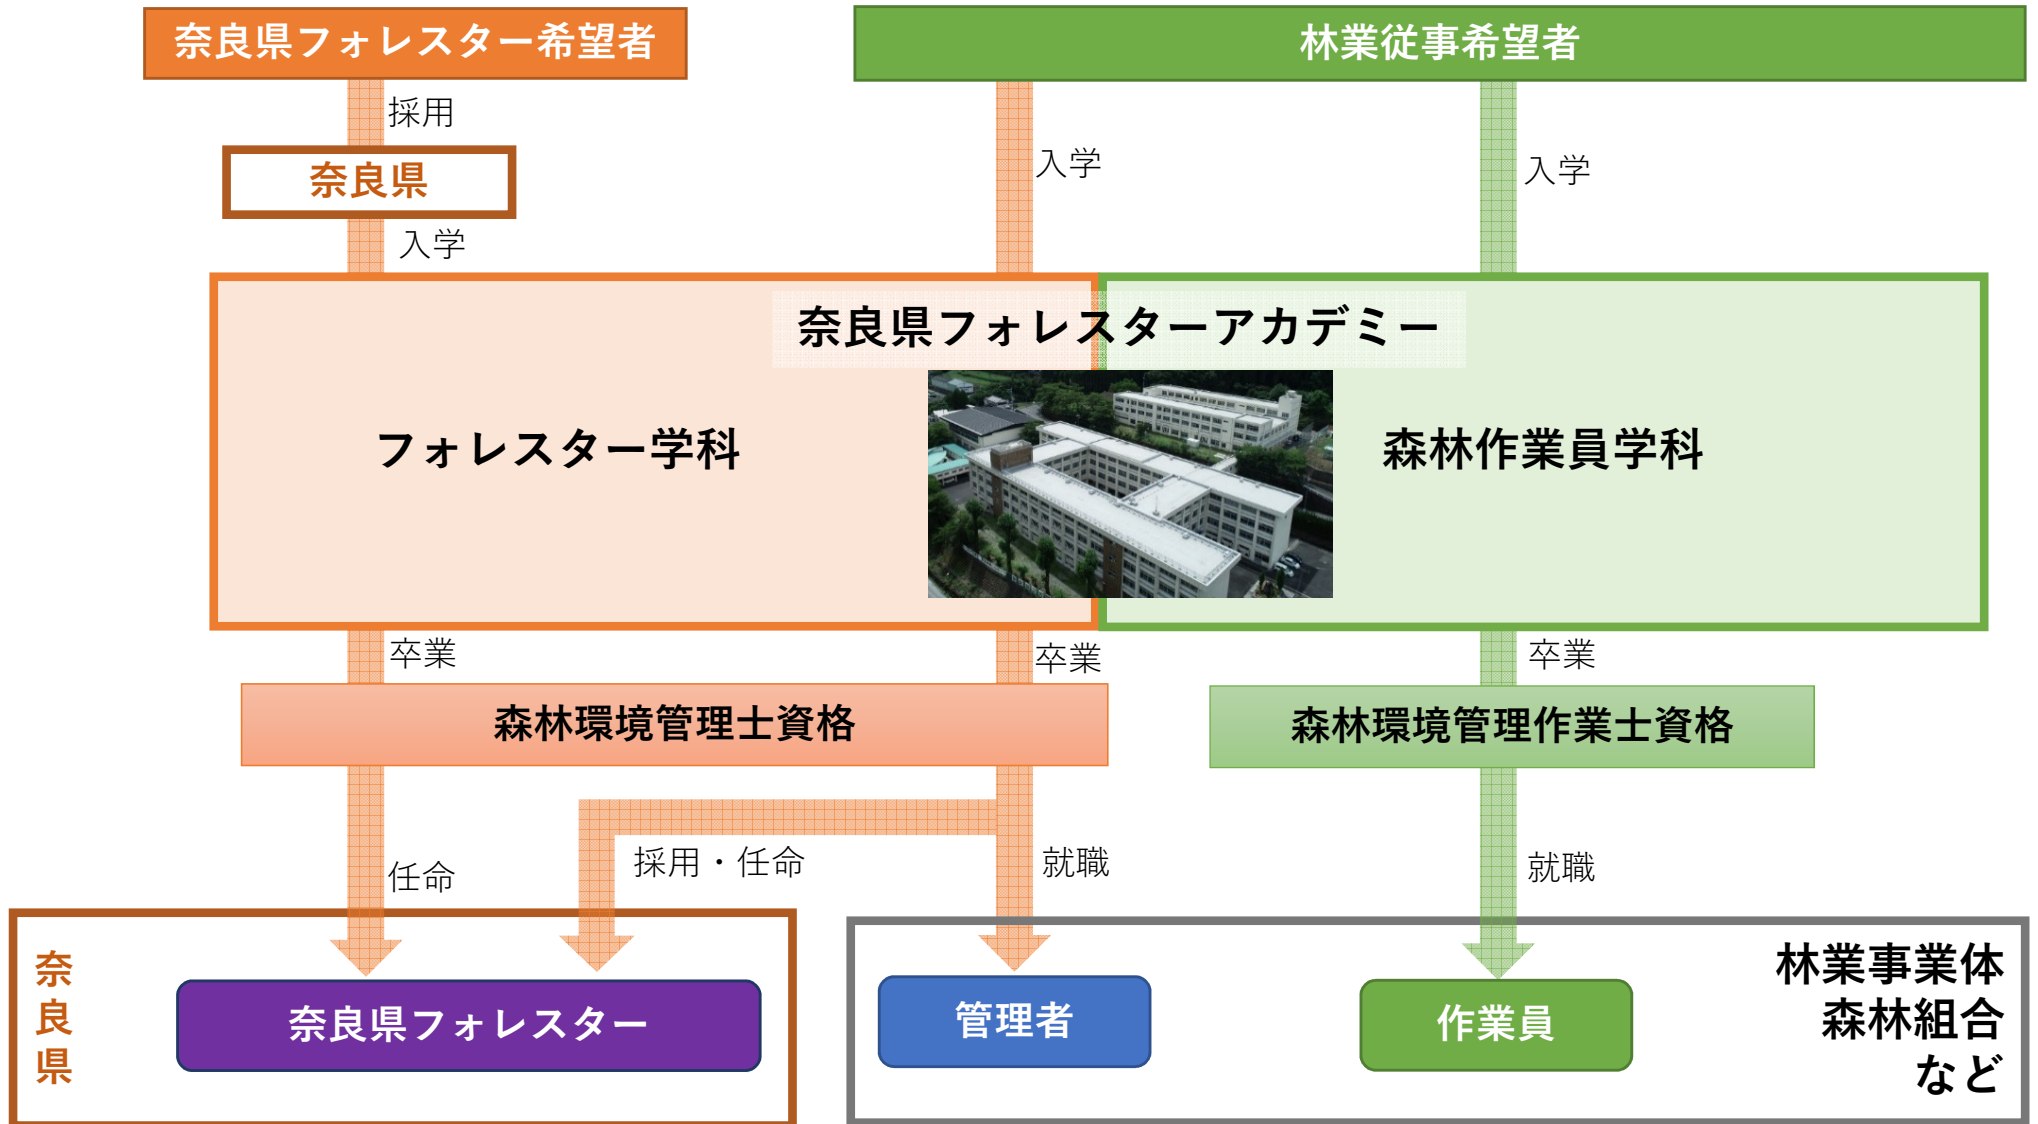 奈良県フォレスター希望者
林業従事希望者
採用
奈良県
入学
入学
入学
奈良県フォレスターアカデミー
フォレスター学科
森林作業員学科
卒業
卒業
卒業
森林環境管理士資格
森林環境管理作業士資格
任命
採用・任命
就職
就職
奈良県
奈良県フォレスター
管理者
作業員
林業事業体
森林組合
など